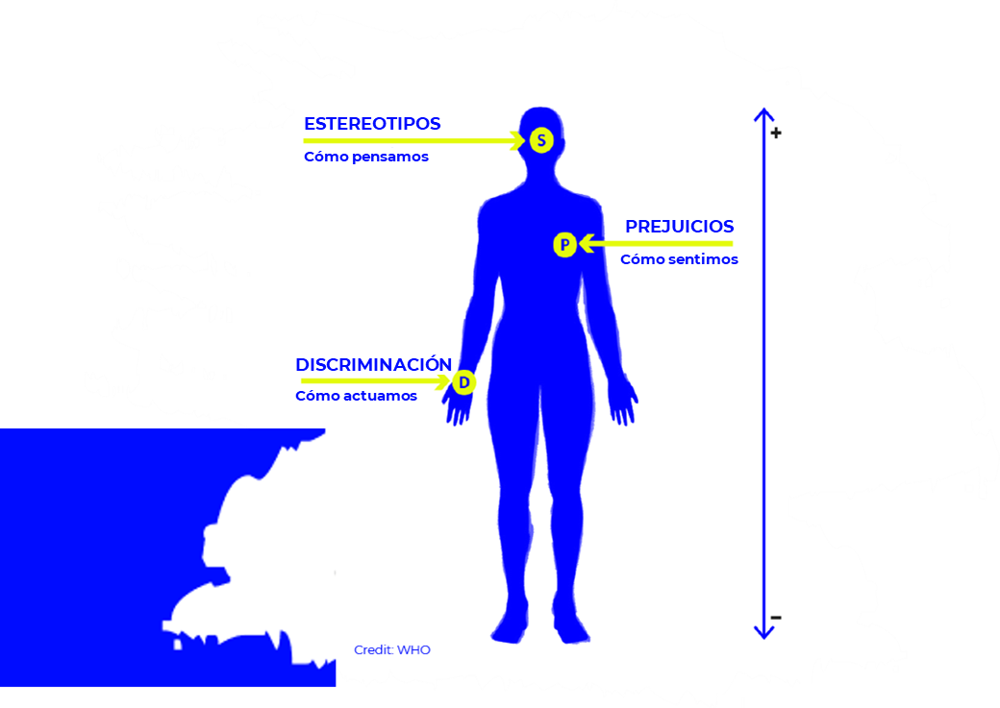 ESTEREOTIPOS
S
Cómo pensamos
+
PREJUICIOS
P
Cómo sentimos
DISCRIMINACIÓN
D
Cómo actuamos
–
Credit: WHO